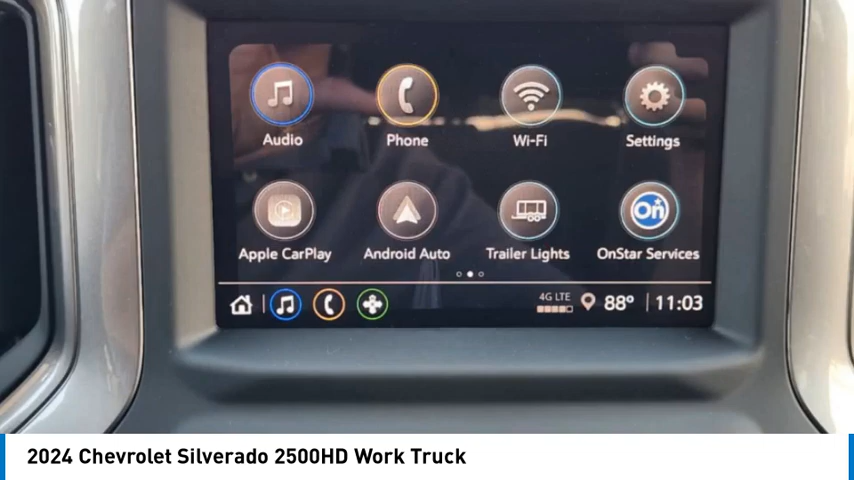 Audio Phone Wi-Fi Settings
Apple CarPlay Android Auto Trailer Lights OnStar Services
On
4G LTE 88° 11:03
2024 Chevrolet Silverado 2500HD Work Truck